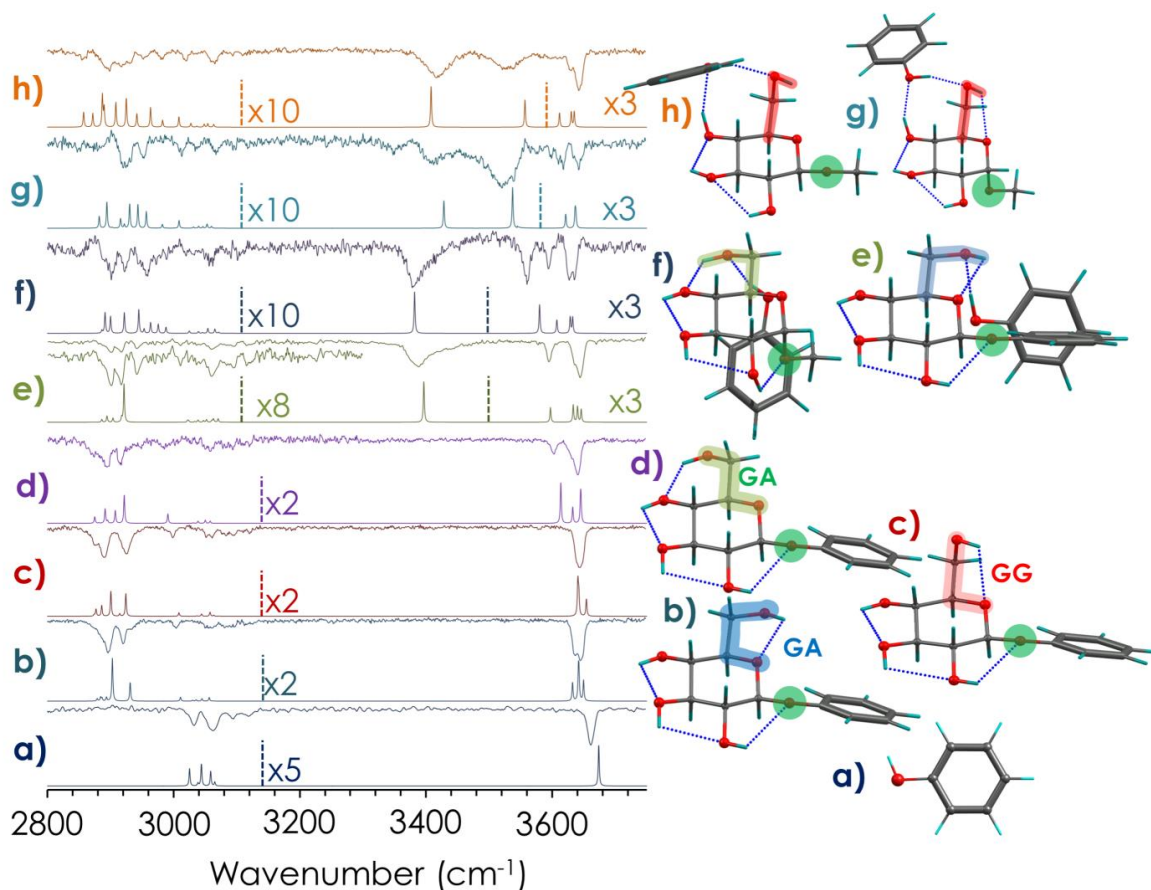 h)
x10
x3
g)
x10
x3
f)
x10
x3
e)
x8
x3
d)
x2
c)
x2
b)
x2
a)
x5
2800 3000 3200 3400 3600
Wavenumber (cm-1)
h)
g)
f)
e)
d)
GA
c)
GG
b)
GA
a)